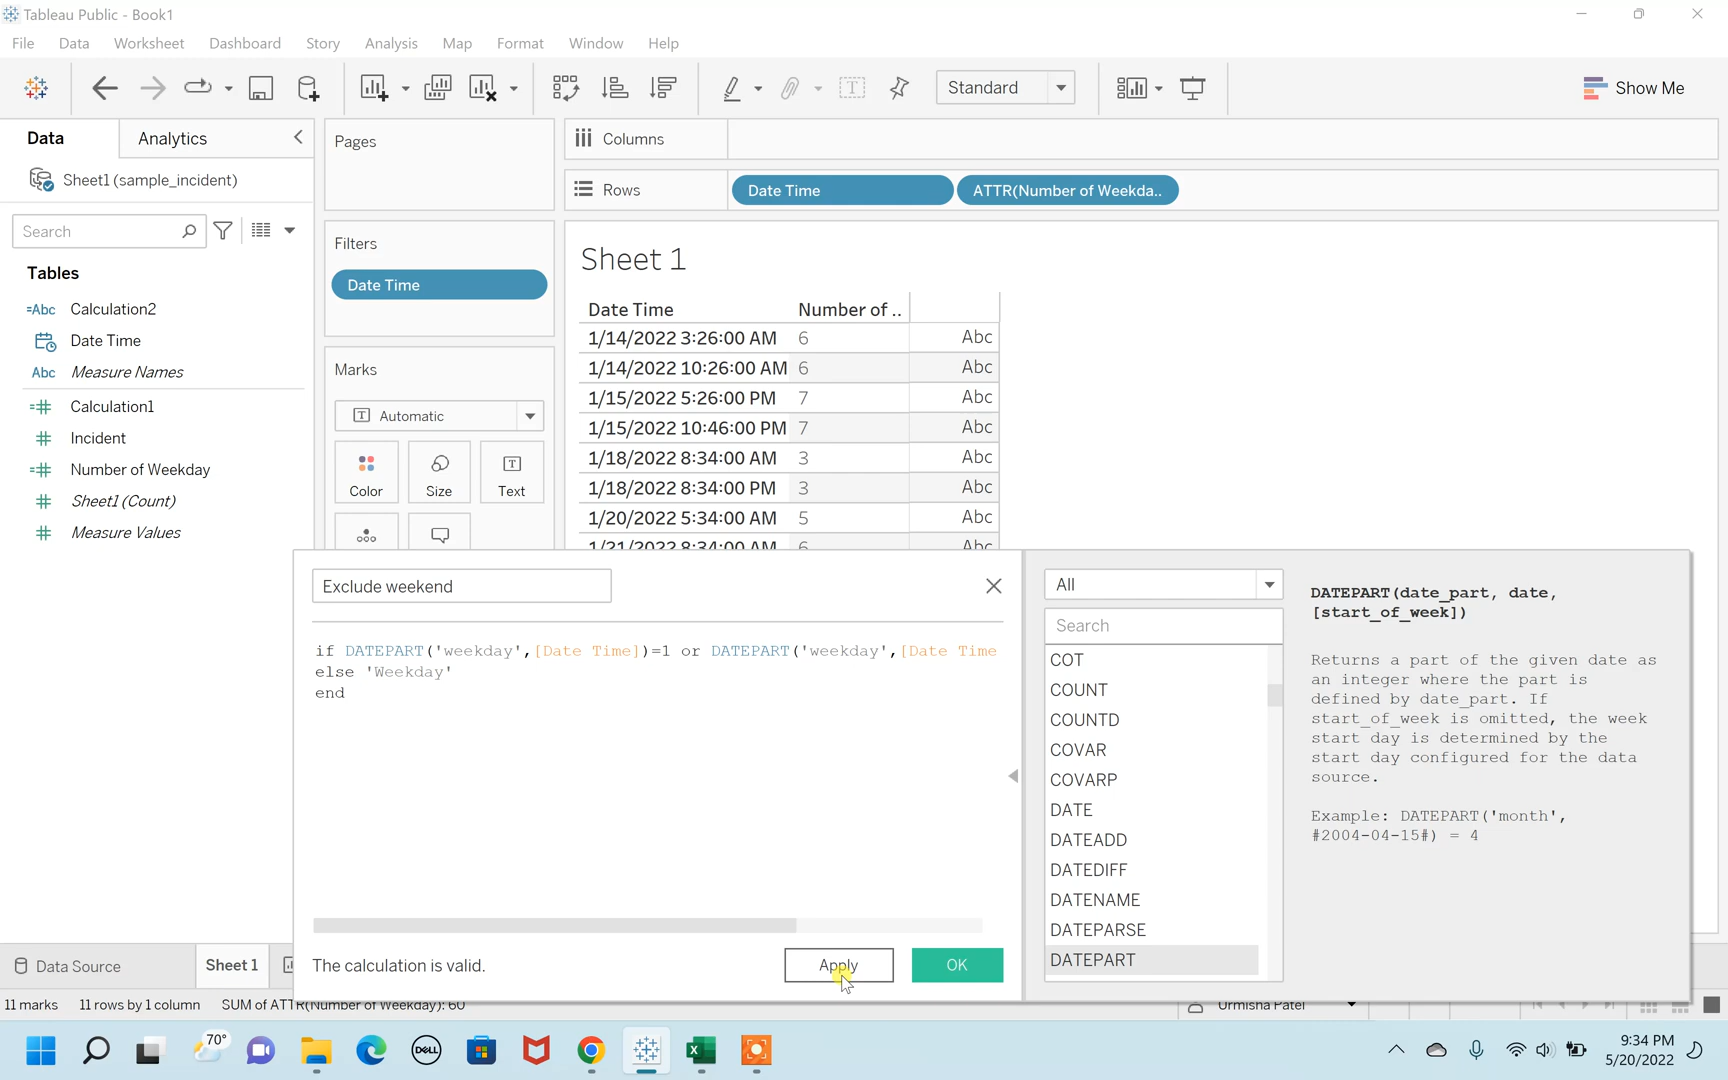 Tableau Public - Book1
File Data Worksheet Dashboard Story Analysis Map Format Window Help
Standard
Show Me
Data Analytics
Sheet1 (sample_incident)
Search
Tables
=Abc Calculation2
Date Time
Abc Measure Names
Calculation1
Incident
Number of Weekday
Sheet1 (Count)
Measure Values
Pages
Filters
Date Time
Marks
Automatic
Color Size Text
Columns
Rows Date Time ATTR(Number of Weekda..
Sheet 1
Date Time Number of ..
1/14/2022 3:26:00 AM 6 Abc
1/14/2022 10:26:00 AM 6 Abc
1/15/2022 5:26:00 PM 7 Abc
1/15/2022 10:46:00 PM 7 Abc
1/18/2022 8:34:00 AM 3 Abc
1/18/2022 8:34:00 PM 3 Abc
1/20/2022 5:34:00 AM 5 Abc
1/21/2022 8:34:00 AM 6 Abc
Exclude weekend
if DATEPART('weekday',[Date Time])=1 or DATEPART('weekday',[Date Time
else 'Weekday'
end
The calculation is valid.
Apply OK
All
Search
COT
COUNT
COUNTD
COVAR
COVARP
DATE
DATEADD
DATEDIFF
DATENAME
DATEPARSE
DATEPART
DATEPART(date_part, date,
[start_of_week])
Returns a part of the given date as
an integer where the part is
defined by date_part. If
start_of_week is omitted, the week
start day is determined by the
start day configured for the data
source.
Example: DATEPART('month',
#2004-04-15#) = 4
Data Source Sheet 1
11 marks 11 rows by 1 column SUM of ATTR(Number of Weekday): 60
Urmisha Patel
70°
DELL
9:34 PM
5/20/2022